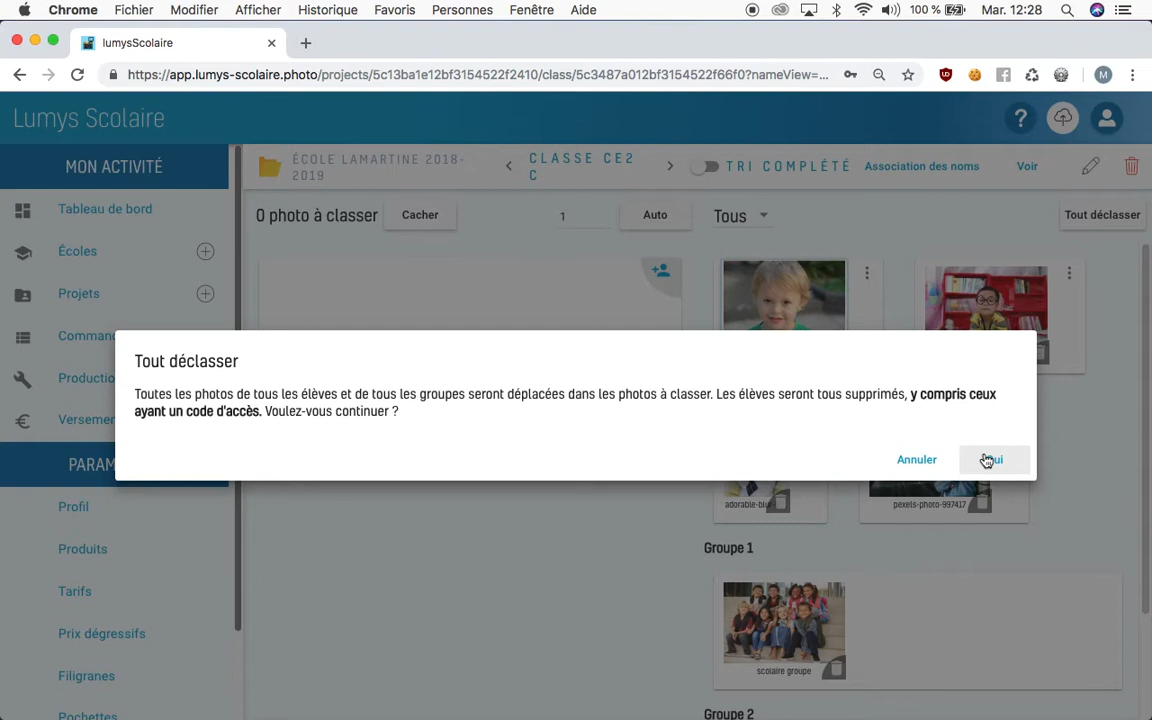 Chrome Fichier Modifier Afficher Historique Favoris Personnes Fenêtre Aide 100 % Mar. 12:28
lumysScolaire
https://app.lumys-scolaire.photo/projects/5c13ba1e12bf3154522f2410/class/5c3487a012bf3154522f66f0?nameView=...
Lumys Scolaire
MON ACTIVITÉ
ÉCOLE LAMARTINE 2018-
2019
CLASSE CE2
C
TRI COMPLÉTÉ
Association des noms
Voir
Tableau de bord
Écoles
Projets
0 photo à classer
Cacher
1
Auto
Tous
Tout déclasser
Tout déclasser
Toutes les photos de tous les élèves et de tous les groupes seront déplacées dans les photos à classer. Les élèves seront tous supprimés, y compris ceux
ayant un code d'accès. Voulez-vous continuer ?
Annuler
PROFIL
Produits
Tarifs
Prix dégressifs
Filigranes
Pochettes
pexels-photo-997417
Groupe 1
scolaire groupe
Groupe 2